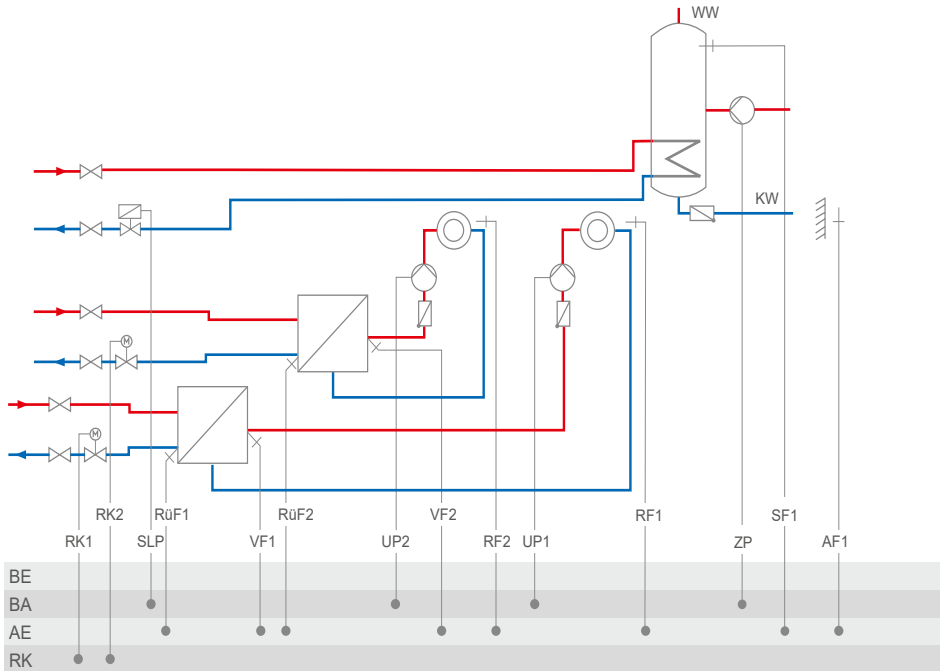 WW
KW
M
M
RK2 RüF1 RüF2 VF2 RF1 SF1
RK1 SLP VF1 UP2 RF2 UP1 ZP AF1
BE
BA
AE
RK